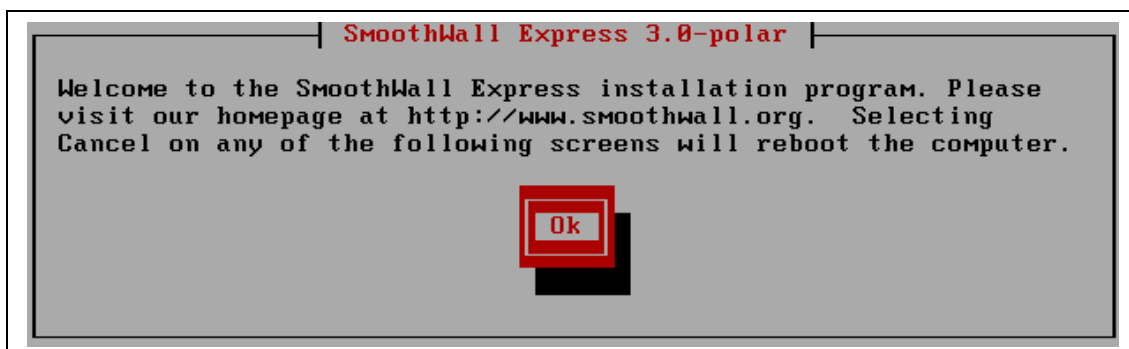 SmoothWall Express 3.0-polar
Welcome to the SmoothWall Express installation program. Please
visit our homepage at http://www.smoothwall.org. Selecting
Cancel on any of the following screens will reboot the computer.
Ok